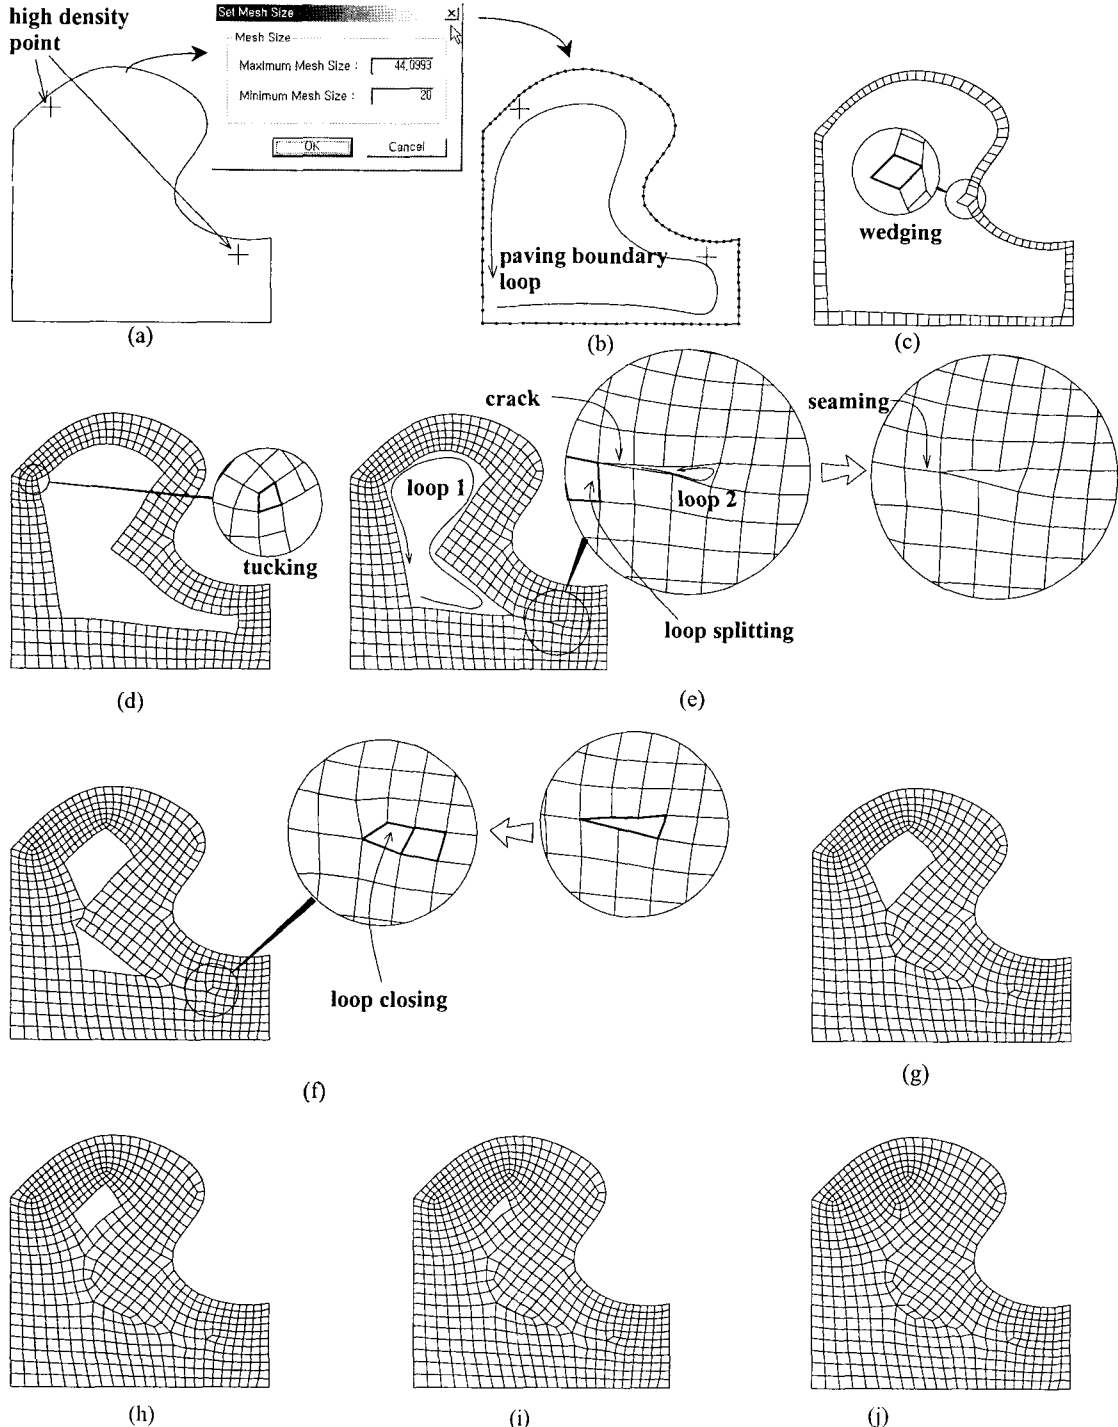 high density
point
Set Mesh Size
Mesh Size
Maximum Mesh Size :
44,0993
Minimum Mesh Size :
20
OK
Cancel
paving boundary
loop
wedging
(a)
(b)
(c)
tucking
crack
seaming
loop 1
loop 2
loop splitting
(d)
(e)
loop closing
(f)
(g)
(h)
(i)
(j)